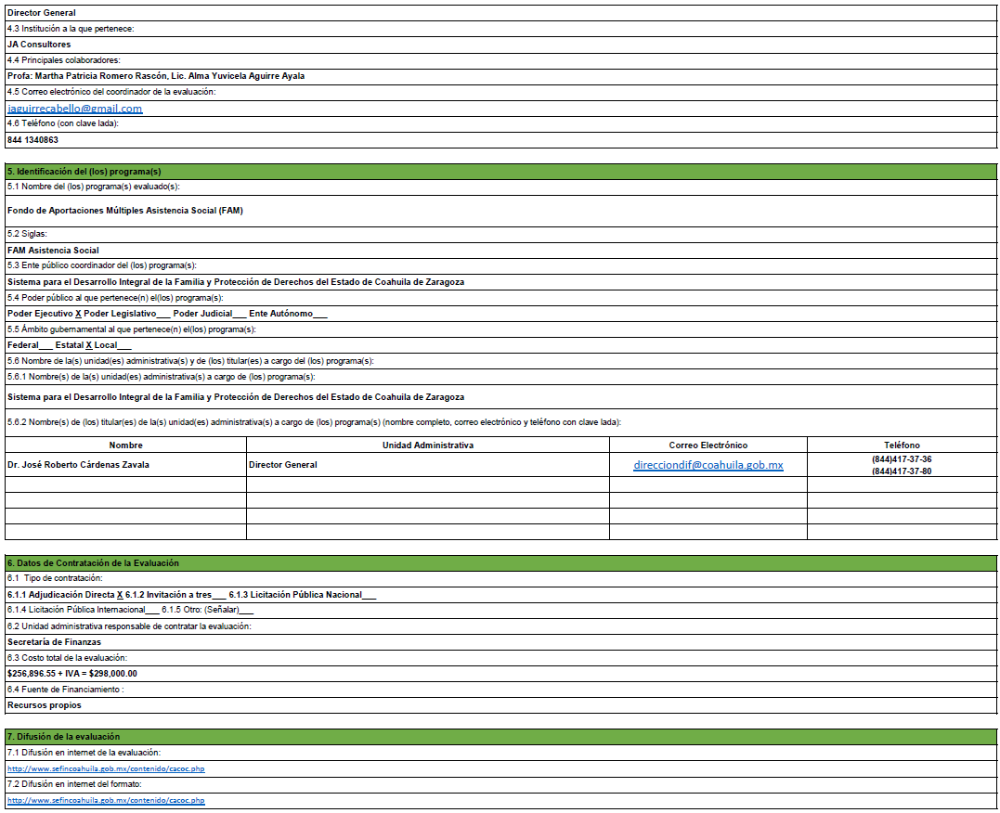 Director General
4.3 Institución a la que pertenece:
JA Consultores
4.4 Principales colaboradores:
Profa: Martha Patricia Romero Rascón, Lic. Alma Yuvicela Aguirre Ayala
4.5 Correo electrónico del coordinador de la evaluación:
jaguirrecabello@gmail.com
4.6 Teléfono (con clave lada):
844 1340863
5. Identificación del (los) programa(s)
5.1 Nombre del (los) programa(s) evaluado(s):
Fondo de Aportaciones Múltiples Asistencia Social (FAM)
5.2 Siglas:
FAM Asistencia Social
5.3 Ente público coordinador del (los) programa(s):
Sistema para el Desarrollo Integral de la Familia y Protección de Derechos del Estado de Coahuila de Zaragoza
5.4 Poder público al que pertenece(n) el(los) programa(s):
Poder Ejecutivo X Poder Legislativo___ Poder Judicial___ Ente Autónomo___
5.5 Ámbito gubernamental al que pertenece(n) el(los) programa(s):
Federal___ Estatal X Local___
5.6 Nombre de la(s) unidad(es) administrativa(s) y de (los) titular(es) a cargo del (los) programa(s):
5.6.1 Nombre(s) de la(s) unidad(es) administrativa(s) a cargo de (los) programa(s):
Sistema para el Desarrollo Integral de la Familia y Protección de Derechos del Estado de Coahuila de Zaragoza
5.6.2 Nombre(s) de (los) titular(es) de la(s) unidad(es) administrativa(s) a cargo de (los) programa(s) (nombre completo, correo electrónico y teléfono con clave lada):
Nombre Unidad Administrativa Correo Electrónico Teléfono
Dr. José Roberto Cárdenas Zavala Director General direcciondif@coahuila.gob.mx (844)417-37-36
(844)417-37-80
6. Datos de Contratación de la Evaluación
6.1 Tipo de contratación:
6.1.1 Adjudicación Directa X 6.1.2 Invitación a tres___ 6.1.3 Licitación Pública Nacional___
6.1.4 Licitación Pública Internacional___ 6.1.5 Otro: (Señalar)___
6.2 Unidad administrativa responsable de contratar la evaluación:
Secretaría de Finanzas
6.3 Costo total de la evaluación:
$256,896.55 + IVA = $298,000.00
6.4 Fuente de Financiamiento :
Recursos propios
7. Difusión de la evaluación
7.1 Difusión en internet de la evaluación:
http://www.sefincoahuila.gob.mx/contenido/cacoc.php
7.2 Difusión en internet del formato:
http://www.sefincoahuila.gob.mx/contenido/cacoc.php